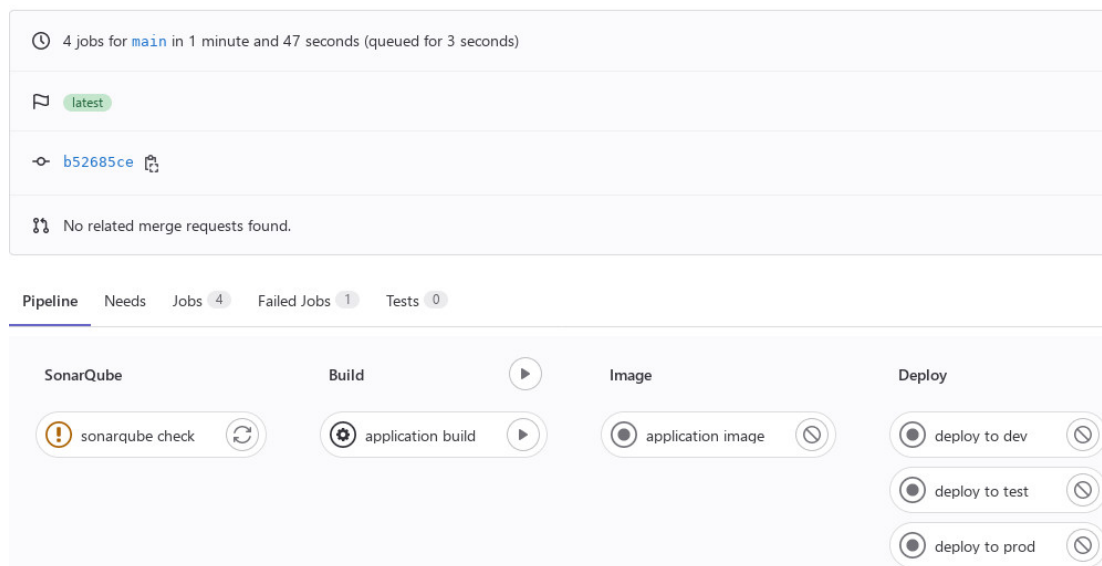 4 jobs for main in 1 minute and 47 seconds (queued for 3 seconds)
latest
b52685ce
No related merge requests found.
Pipeline Needs Jobs 4 Failed Jobs 1 Tests 0
SonarQube Build Image Deploy
sonarqube check application build application image deploy to dev
deploy to test
deploy to prod